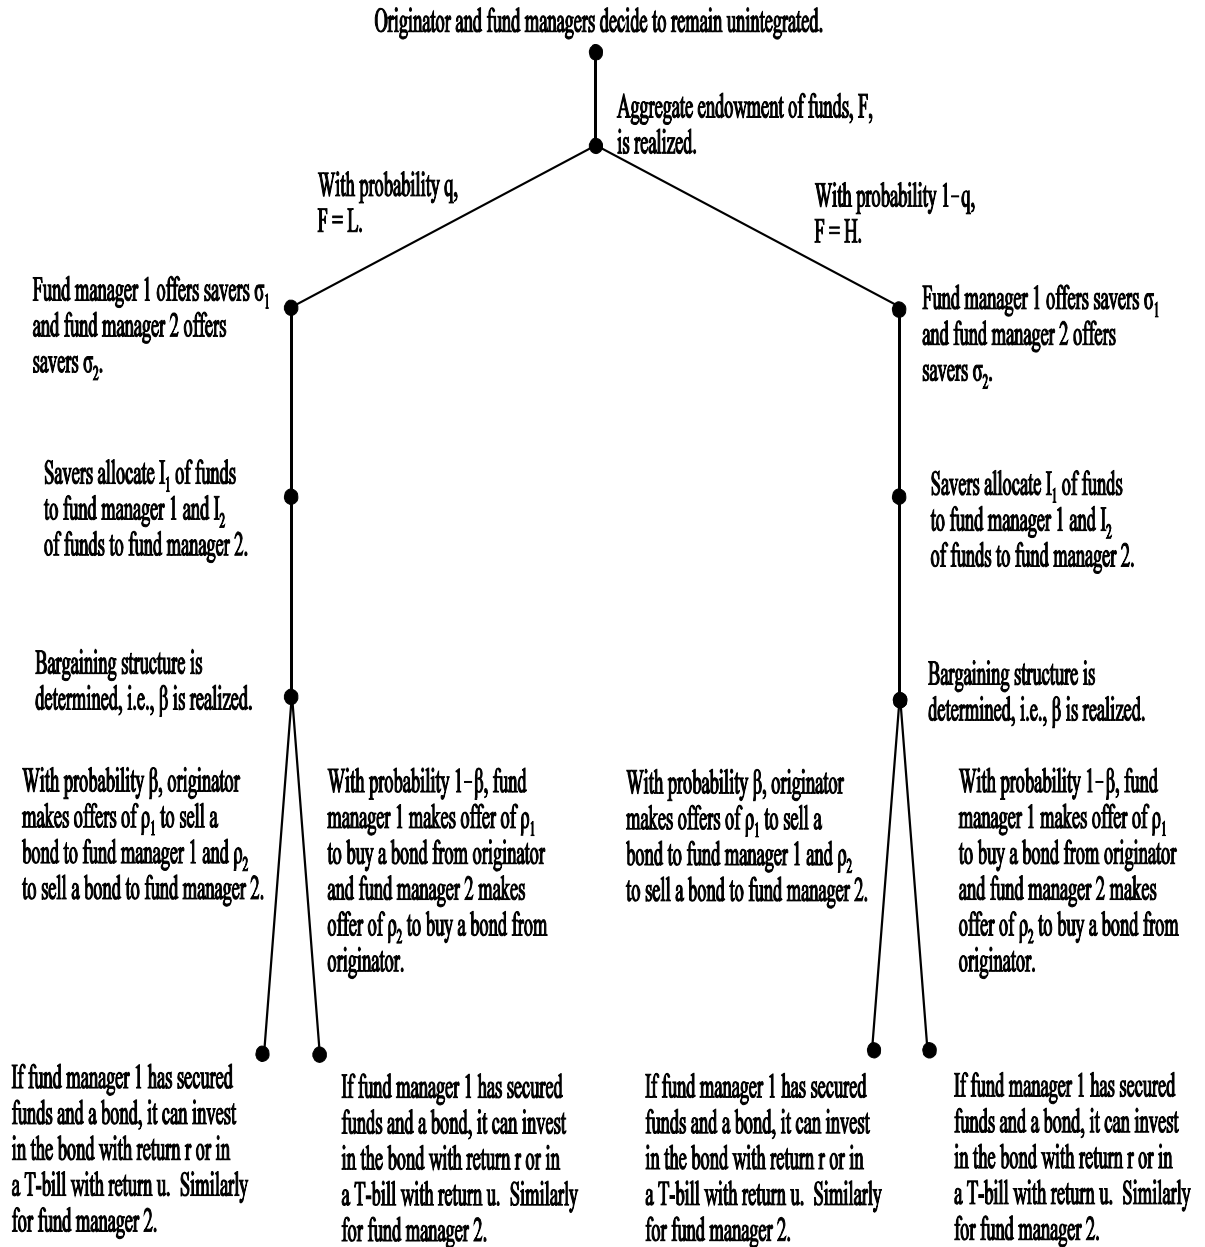 Originator and fund managers decide to remain unintegrated.
Aggregate endowment of funds, F,
is realized.
With probability q,
F = L.
With probability 1−q,
F = H.
Fund manager 1 offers savers σ₁
and fund manager 2 offers
savers σ₂.
Fund manager 1 offers savers σ₁
and fund manager 2 offers
savers σ₂.
Savers allocate I₁ of funds
to fund manager 1 and I₂
of funds to fund manager 2.
Savers allocate I₁ of funds
to fund manager 1 and I₂
of funds to fund manager 2.
Bargaining structure is
determined, i.e., β is realized.
Bargaining structure is
determined, i.e., β is realized.
With probability β, originator
makes offers of ρ₁ to sell a
bond to fund manager 1 and ρ₂
to sell a bond to fund manager 2.
With probability 1−β, fund
manager 1 makes offer of ρ₁
to buy a bond from originator
and fund manager 2 makes
offer of ρ₂ to buy a bond from
originator.
With probability β, originator
makes offers of ρ₁ to sell a
bond to fund manager 1 and ρ₂
to sell a bond to fund manager 2.
With probability 1−β, fund
manager 1 makes offer of ρ₁
to buy a bond from originator
and fund manager 2 makes
offer of ρ₂ to buy a bond from
originator.
If fund manager 1 has secured
funds and a bond, it can invest
in the bond with return r or in
a T-bill with return u.  Similarly
for fund manager 2.
If fund manager 1 has secured
funds and a bond, it can invest
in the bond with return r or in
a T-bill with return u.  Similarly
for fund manager 2.
If fund manager 1 has secured
funds and a bond, it can invest
in the bond with return r or in
a T-bill with return u.  Similarly
for fund manager 2.
If fund manager 1 has secured
funds and a bond, it can invest
in the bond with return r or in
a T-bill with return u.  Similarly
for fund manager 2.